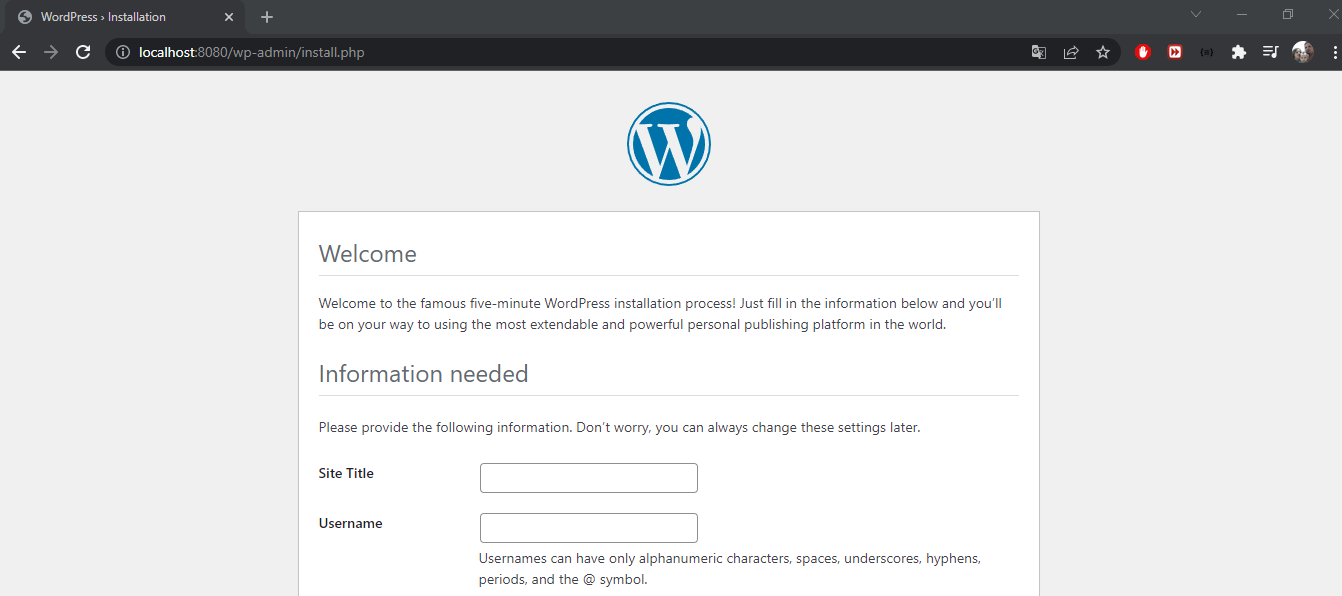 WordPress › Installation
localhost:8080/wp-admin/install.php
Welcome
Welcome to the famous five-minute WordPress installation process! Just fill in the information below and you’ll
be on your way to using the most extendable and powerful personal publishing platform in the world.
Information needed
Please provide the following information. Don’t worry, you can always change these settings later.
Site Title
Username
Usernames can have only alphanumeric characters, spaces, underscores, hyphens,
periods, and the @ symbol.